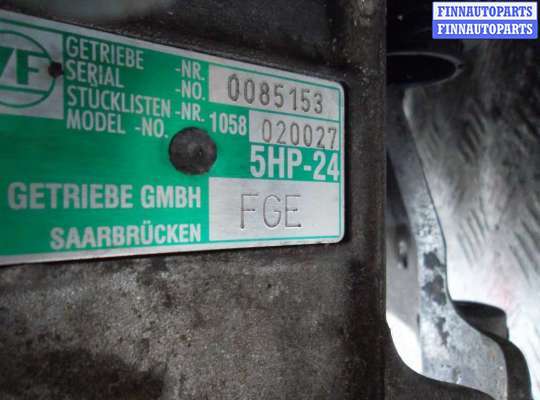 FINNAUTOPARTS
FINNAUTOPARTS
ZF
GETRIEBE -NR.
SERIAL -NO. 0085153
STÜCKLISTEN -NR. 1058 020027
MODEL -NO.
5HP-24
GETRIEBE GMBH FGE
SAARBRÜCKEN